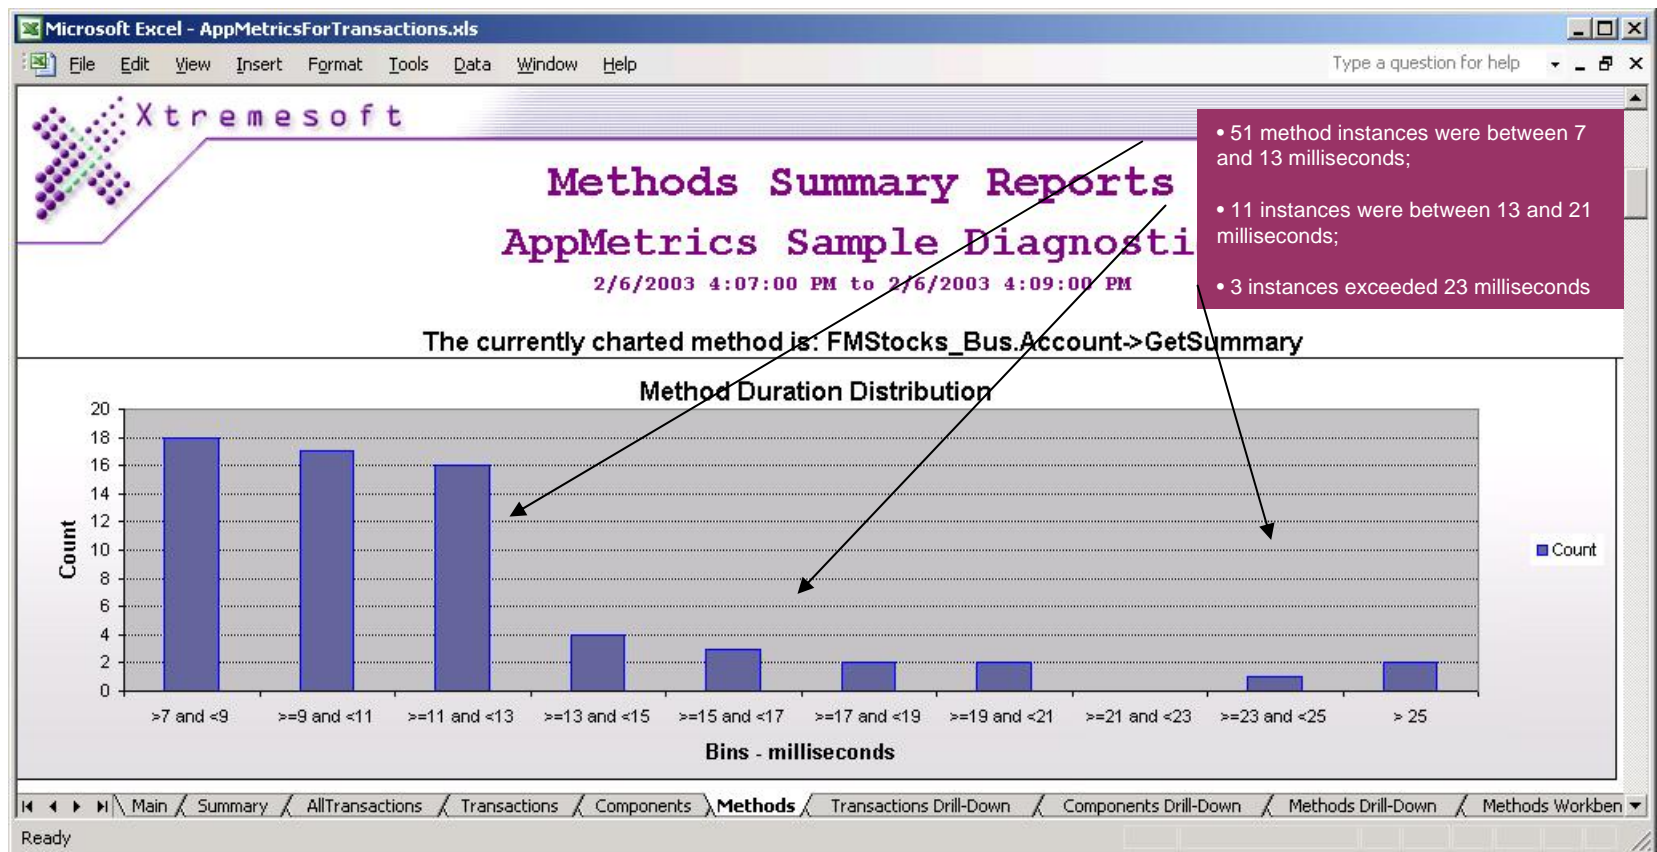 Microsoft Excel - AppMetricsForTransactions.xls
File Edit View Insert Format Tools Data Window Help Type a question for help
Xtremesoft
Methods Summary Reports
AppMetrics Sample Diagnosti
2/6/2003 4:07:00 PM to 2/6/2003 4:09:00 PM
• 51 method instances were between 7
and 13 milliseconds;
• 11 instances were between 13 and 21
milliseconds;
• 3 instances exceeded 23 milliseconds
The currently charted method is: FMStocks_Bus.Account->GetSummary
Method Duration Distribution
20
18
16
14
12
10
8
6
4
2
0
Count
>7 and <9 >=9 and <11 >=11 and <13 >=13 and <15 >=15 and <17 >=17 and <19 >=19 and <21 >=21 and <23 >=23 and <25 > 25
Bins - milliseconds
Count
Main Summary AllTransactions Transactions Components Methods Transactions Drill-Down Components Drill-Down Methods Drill-Down Methods Workben
Ready